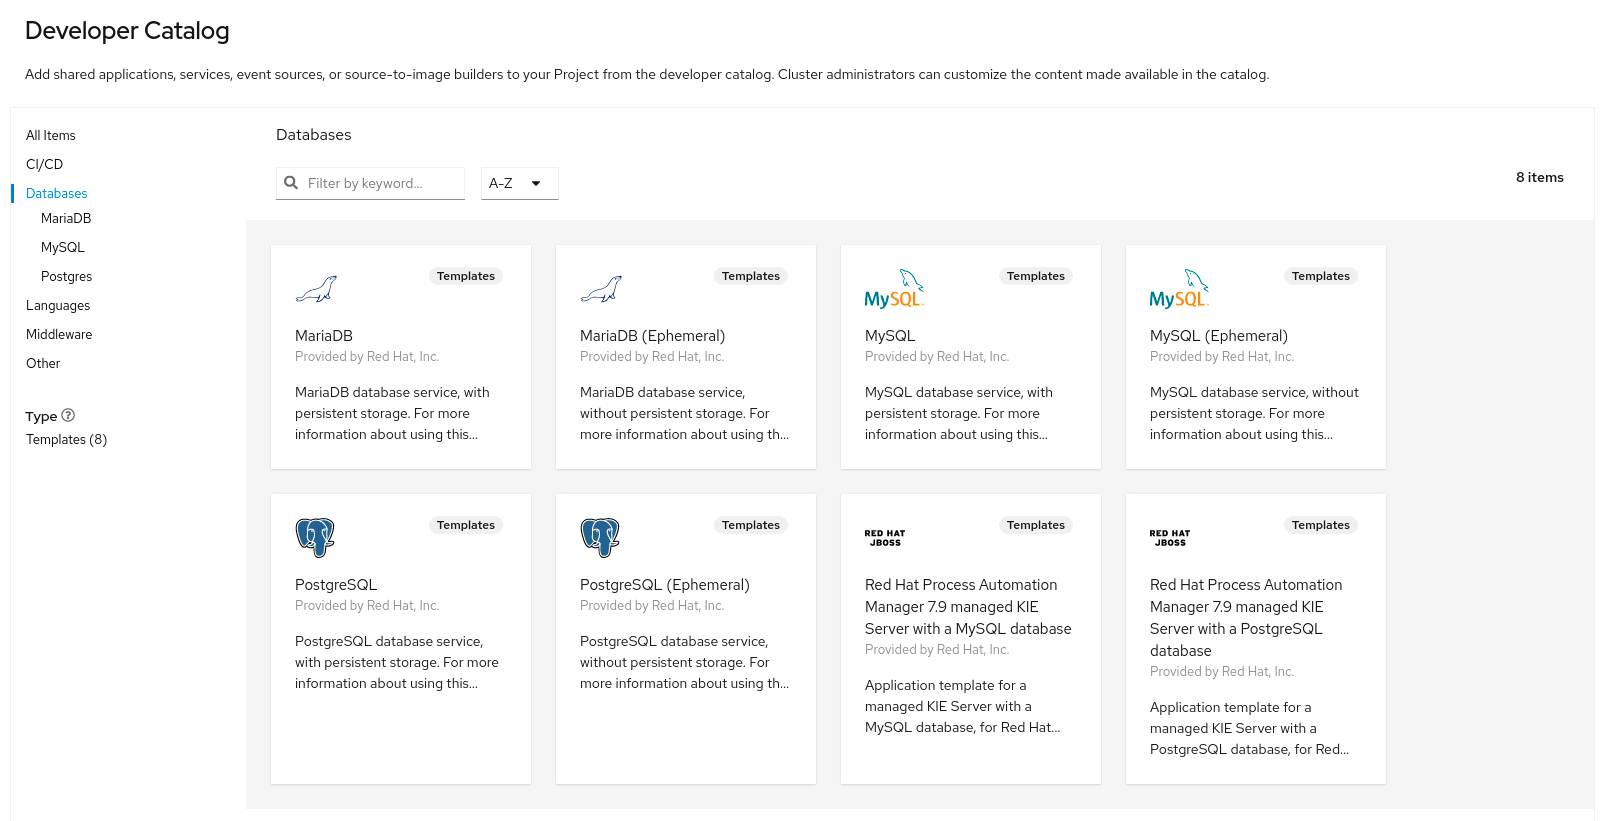 Developer Catalog
Add shared applications, services, event sources, or source-to-image builders to your Project from the developer catalog. Cluster administrators can customize the content made available in the catalog.
All Items
CI/CD
Databases
MariaDB
MySQL
Postgres
Languages
Middleware
Other
Type
Templates (8)
Databases
Filter by keyword...
A-Z
8 items
Templates
MariaDB
Provided by Red Hat, Inc.
MariaDB database service, with
persistent storage. For more
information about using this...
Templates
MariaDB (Ephemeral)
Provided by Red Hat, Inc.
MariaDB database service,
without persistent storage. For
more information about using th...
MySQL
Templates
MySQL
Provided by Red Hat, Inc.
MySQL database service, with
persistent storage. For more
information about using this...
MySQL
Templates
MySQL (Ephemeral)
Provided by Red Hat, Inc.
MySQL database service, without
persistent storage. For more
information about using this...
Templates
PostgreSQL
Provided by Red Hat, Inc.
PostgreSQL database service,
with persistent storage. For more
information about using this...
Templates
PostgreSQL (Ephemeral)
Provided by Red Hat, Inc.
PostgreSQL database service,
without persistent storage. For
more information about using th...
RED HAT
JBOSS
Templates
Red Hat Process Automation
Manager 7.9 managed KIE
Server with a MySQL database
Provided by Red Hat, Inc.
Application template for a
managed KIE Server with a
MySQL database, for Red Hat...
RED HAT
JBOSS
Templates
Red Hat Process Automation
Manager 7.9 managed KIE
Server with a PostgreSQL
database
Provided by Red Hat, Inc.
Application template for a
managed KIE Server with a
PostgreSQL database, for Red...